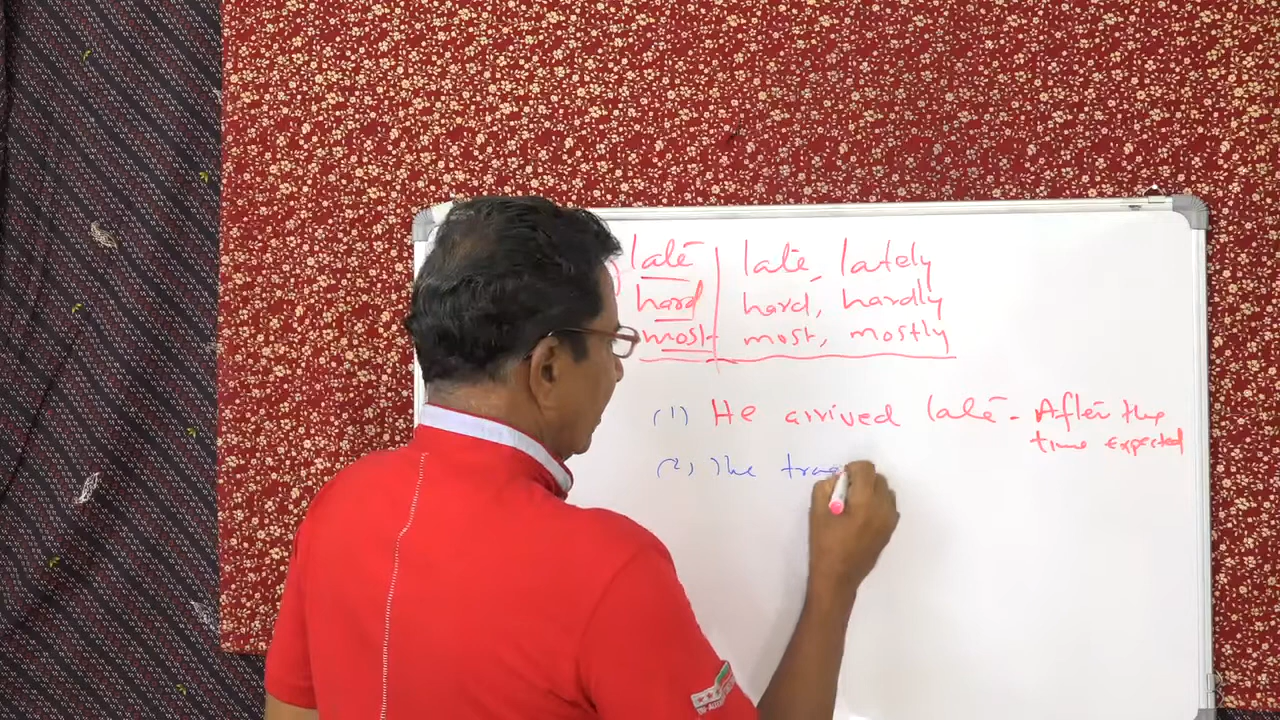 late | late, lately
hard | hard, hardly
most | most, mostly
(1) He arrived late - After the
time expected
(2) The